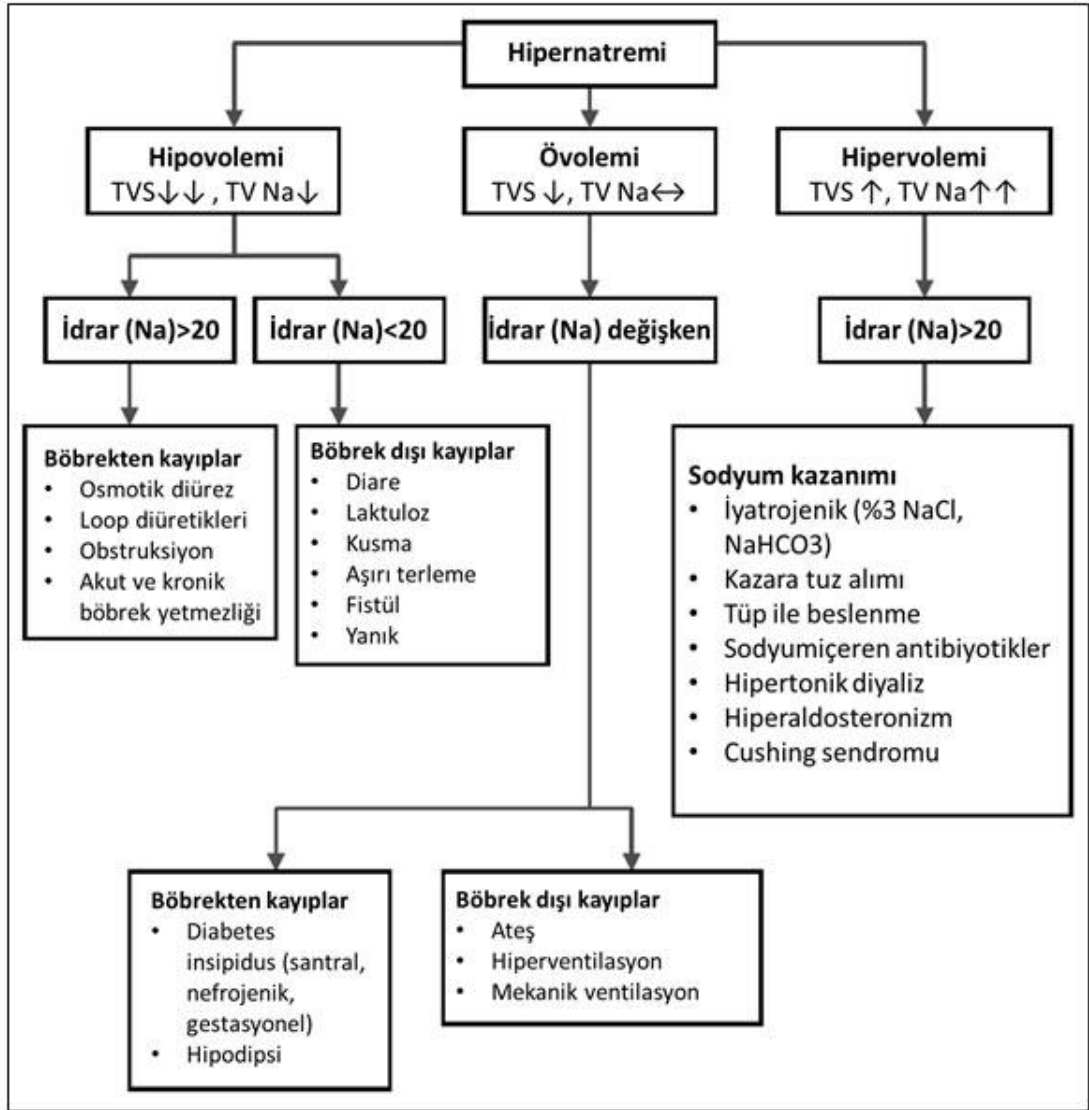 Hipernatremi
Hipovolemi
TVS↓↓ , TV Na↓
Övolemi
TVS ↓, TV Na↔
Hipervolemi
TVS ↑, TV Na↑↑
İdrar (Na)>20
İdrar (Na)<20
İdrar (Na) değişken
İdrar (Na)>20
Böbrekten kayıplar
• Osmotik diürez
• Loop diüretikleri
• Obstruksiyon
• Akut ve kronik
böbrek yetmezliği
Böbrek dışı kayıplar
• Diare
• Laktuloz
• Kusma
• Aşırı terleme
• Fistül
• Yanık
Sodyum kazanımı
• İyatrojenik (%3 NaCl,
NaHCO3)
• Kazara tuz alımı
• Tüp ile beslenme
• Sodyumiçeren antibiyotikler
• Hipertonik diyaliz
• Hiperaldosteronizm
• Cushing sendromu
Böbrekten kayıplar
• Diabetes
insipidus (santral,
nefrojenik,
gestasyonel)
• Hipodipsi
Böbrek dışı kayıplar
• Ateş
• Hiperventilasyon
• Mekanik ventilasyon